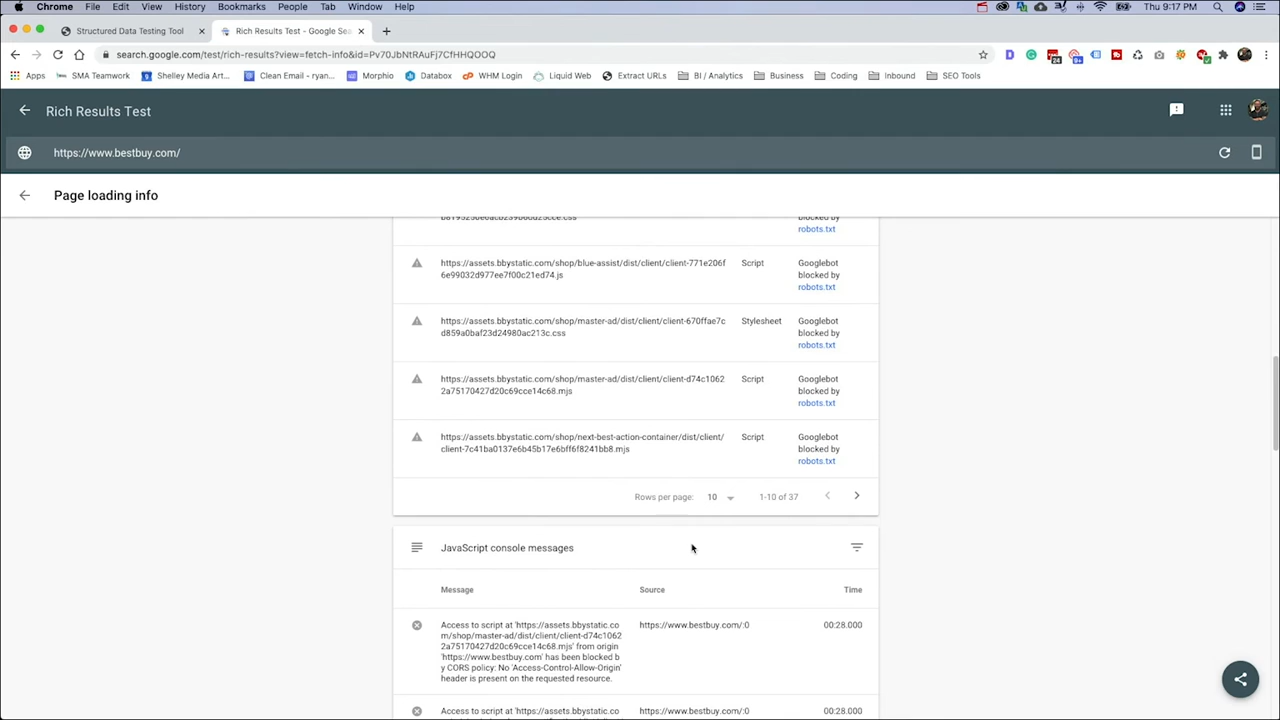 Chrome File Edit View History Bookmarks People Tab Window Help Thu 9:17 PM
Structured Data Testing Tool Rich Results Test - Google Sea
search.google.com/test/rich-results?view=fetch-info&id=Pv70JbNtRAuFj7CfHHQOOQ
Apps SMA Teamwork Shelley Media Art... Clean Email - ryan... Morphio Databox WHM Login Liquid Web Extract URLs BI / Analytics Business Coding Inbound SEO Tools
Rich Results Test
https://www.bestbuy.com/
Page loading info
blocked by
robots.txt
https://assets.bbystatic.com/shop/blue-assist/dist/client/client-771e206f Script Googlebot
6e99032d977ee7f00c21ed74.js blocked by
robots.txt
https://assets.bbystatic.com/shop/master-ad/dist/client/client-670ffae7c Stylesheet Googlebot
d859a0baf23d24980ac213c.css blocked by
robots.txt
https://assets.bbystatic.com/shop/master-ad/dist/client/client-d74c1062 Script Googlebot
2a75170427d20c69cce14c68.mjs blocked by
robots.txt
https://assets.bbystatic.com/shop/next-best-action-container/dist/client/ Script Googlebot
client-7c41ba0137e6b45b17e6bff6f8241bb8.mjs blocked by
robots.txt
Rows per page: 10 1-10 of 37
JavaScript console messages
Message Source Time
Access to script at 'https://assets.bbystatic.co https://www.bestbuy.com/:0 00:28.000
m/shop/master-ad/dist/client/client-d74c1062
2a75170427d20c69cce14c68.mjs' from origin
'https://www.bestbuy.com' has been blocked b
y CORS policy: No 'Access-Control-Allow-Origin'
header is present on the requested resource.
Access to script at 'https://assets.bbystatic.co https://www.bestbuy.com/:0 00:28.000